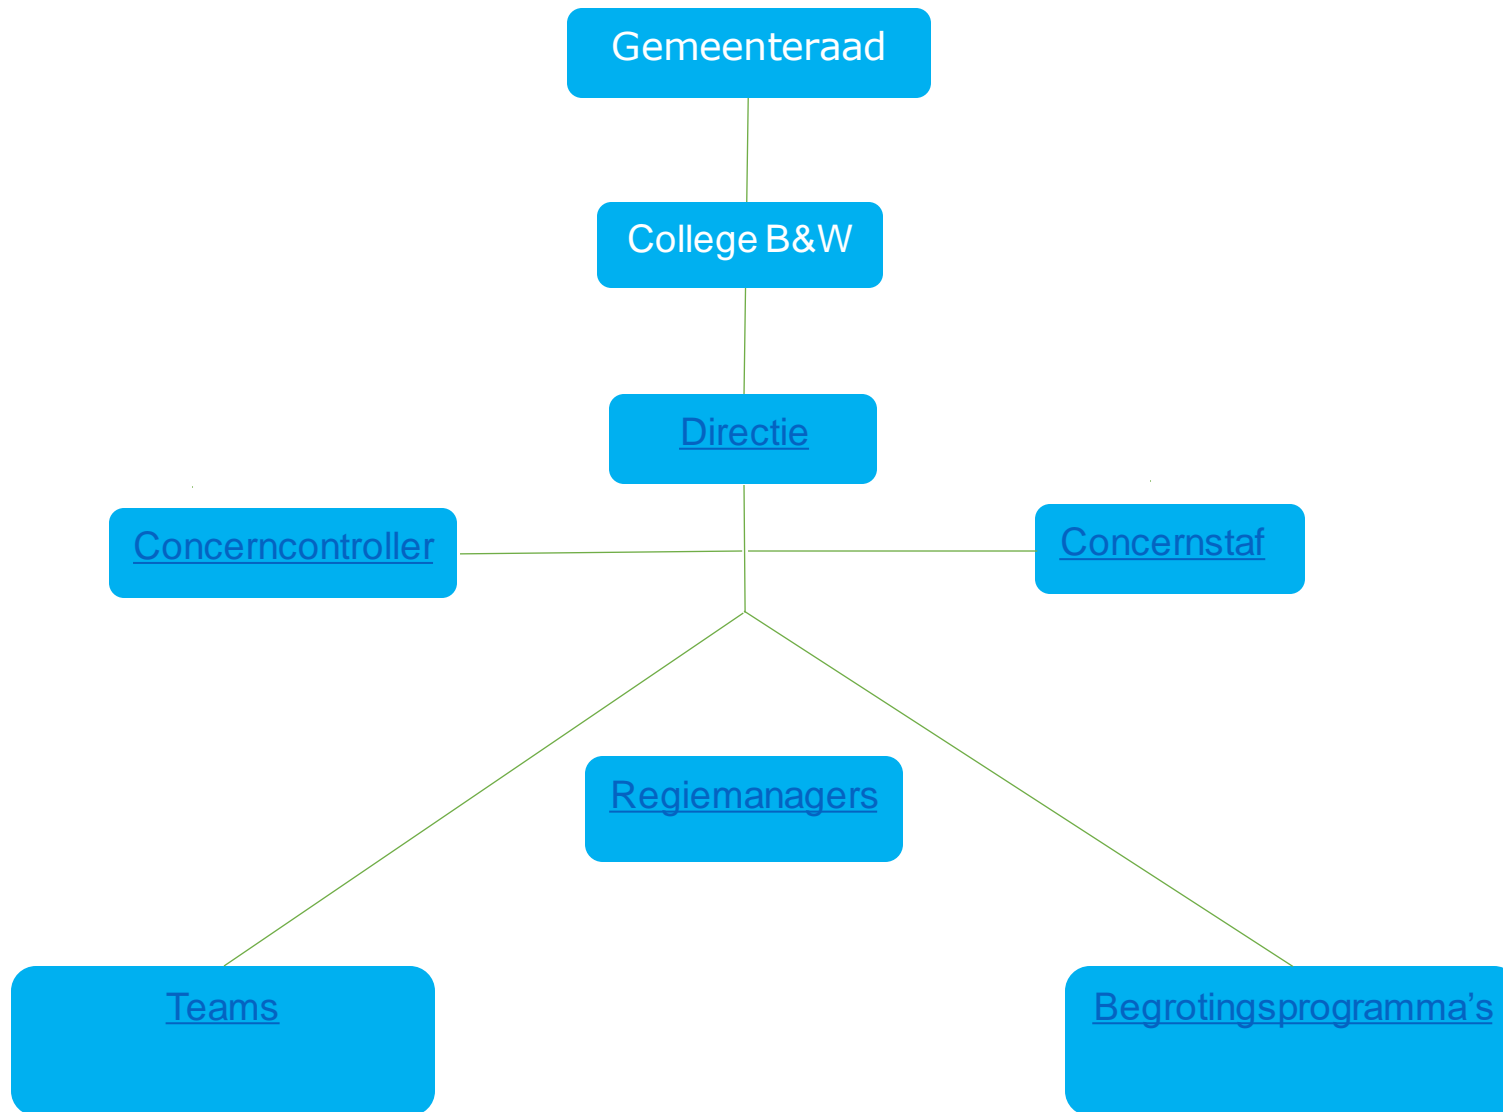 Gemeenteraad
College B&W
Directie
Concerncontroller
Concernstaf
Regiemanagers
Teams
Begrotingsprogramma’s